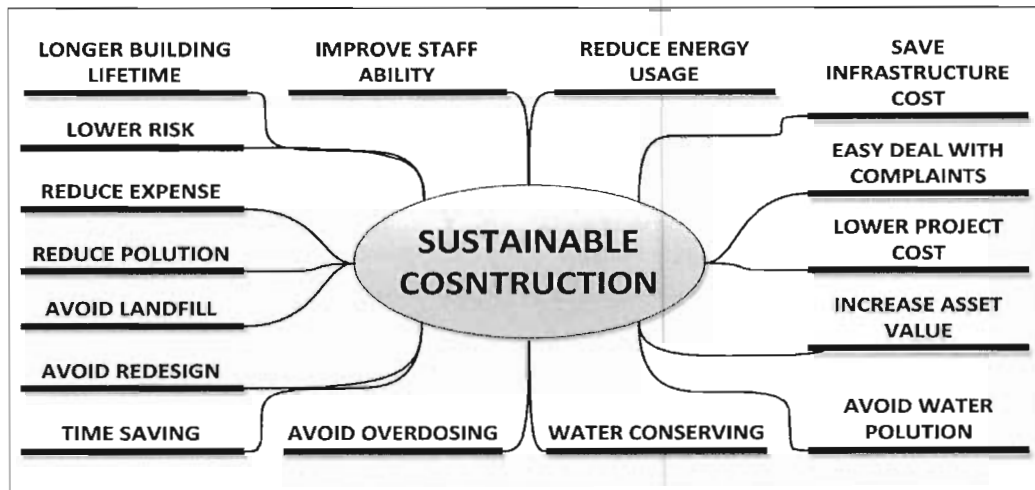 LONGER BUILDING
LIFETIME
IMPROVE STAFF
ABILITY
REDUCE ENERGY
USAGE
SAVE
INFRASTRUCTURE
COST
LOWER RISK
EASY DEAL WITH
COMPLAINTS
REDUCE EXPENSE
LOWER PROJECT
COST
SUSTAINABLE
COSNTRUCTION
REDUCE POLUTION
AVOID LANDFILL
INCREASE ASSET
VALUE
AVOID REDESIGN
AVOID WATER
POLUTION
TIME SAVING
AVOID OVERDOSING
WATER CONSERVING